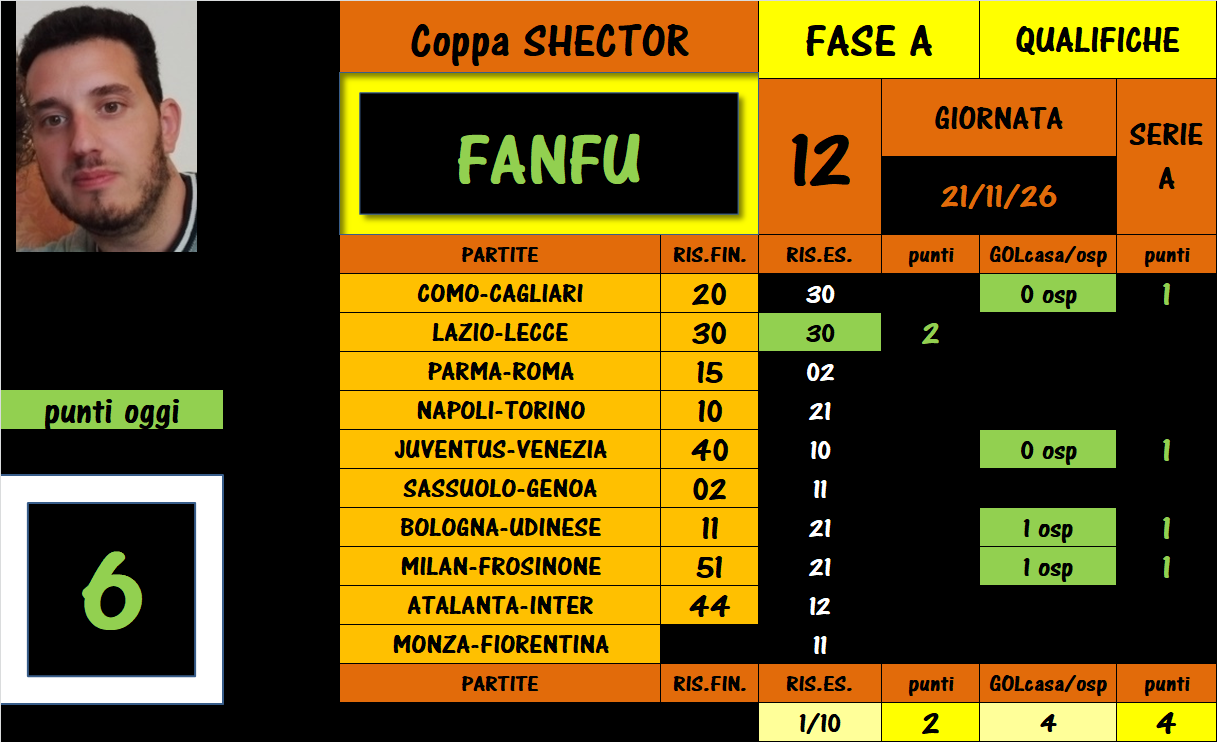 Coppa SHECTOR FASE A QUALIFICHE
FANFU 12 GIORNATA SERIE A
21/11/26
PARTITE RIS.FIN. RIS.ES. punti GOLcasa/osp punti
COMO-CAGLIARI 20 30 0 osp 1
LAZIO-LECCE 30 30 2
PARMA-ROMA 15 02
punti oggi
NAPOLI-TORINO 10 21
JUVENTUS-VENEZIA 40 10 0 osp 1
SASSUOLO-GENOA 02 11
BOLOGNA-UDINESE 11 21 1 osp 1
6
MILAN-FROSINONE 51 21 1 osp 1
ATALANTA-INTER 44 12
MONZA-FIORENTINA 11
PARTITE RIS.FIN. RIS.ES. punti GOLcasa/osp punti
1/10 2 4 4